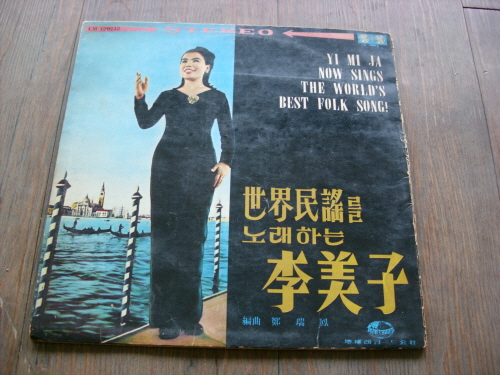 STEREO
YI MI JA
NOW SINGS
THE WORLD'S
BEST FOLK SONG!
世界民謠를
노래하는
李美子
編曲 鄭瑞鳳